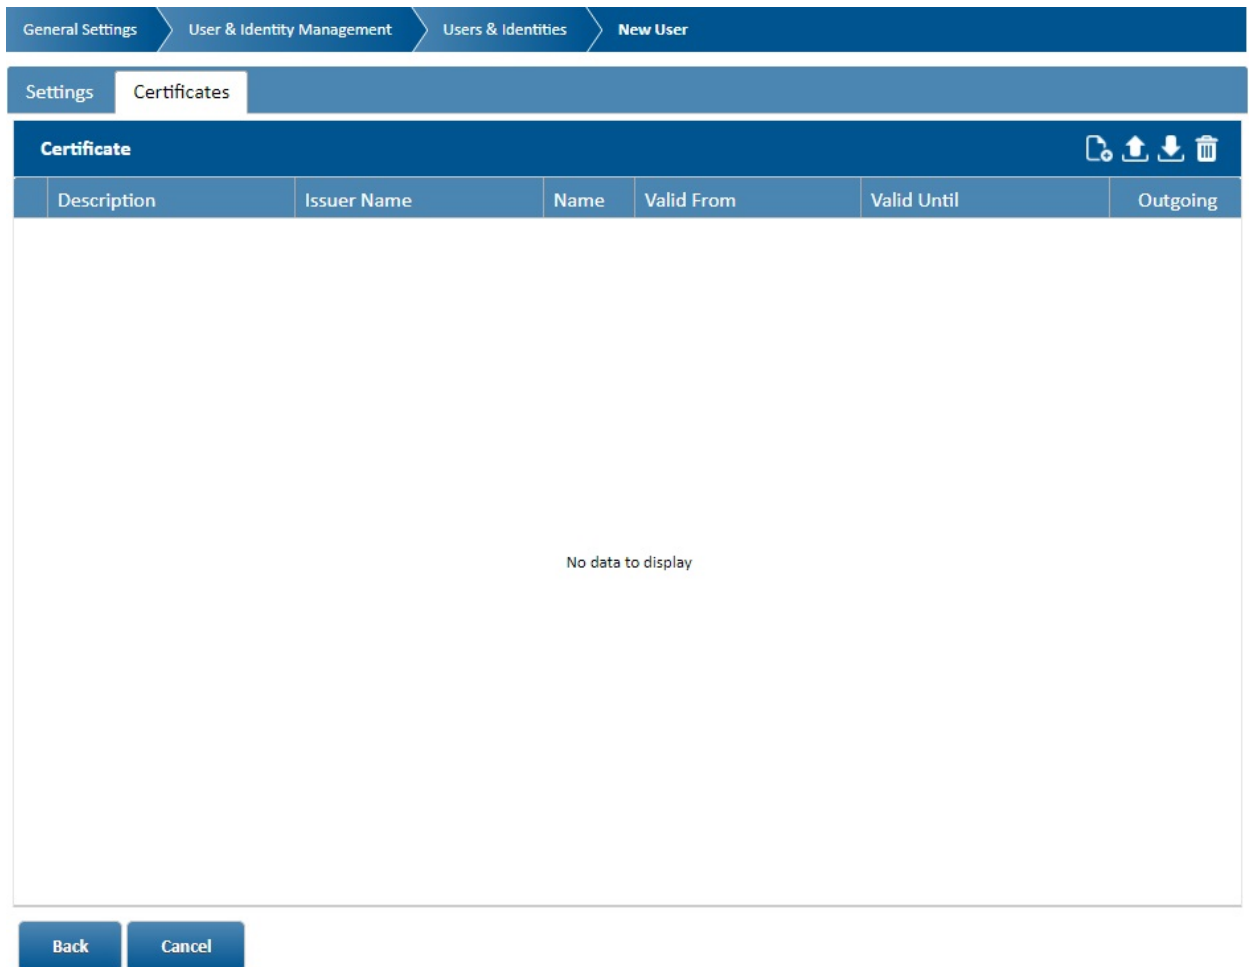 General Settings User & Identity Management Users & Identities New User
Settings Certificates
Certificate
Description Issuer Name Name Valid From Valid Until Outgoing
No data to display
Back Cancel